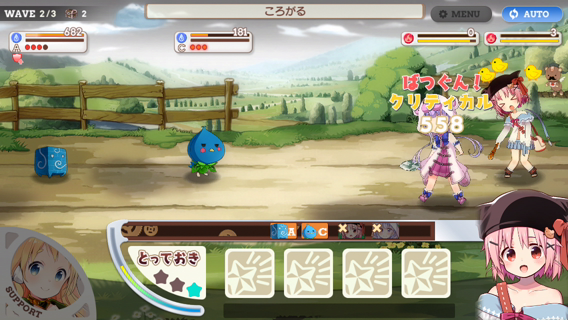 WAVE 2/3 2
ころがる
MENU
AUTO
682
A
181
C
0
3
ばつぐん!
クリティカル
558
A
C
とっておき
SUPPORT